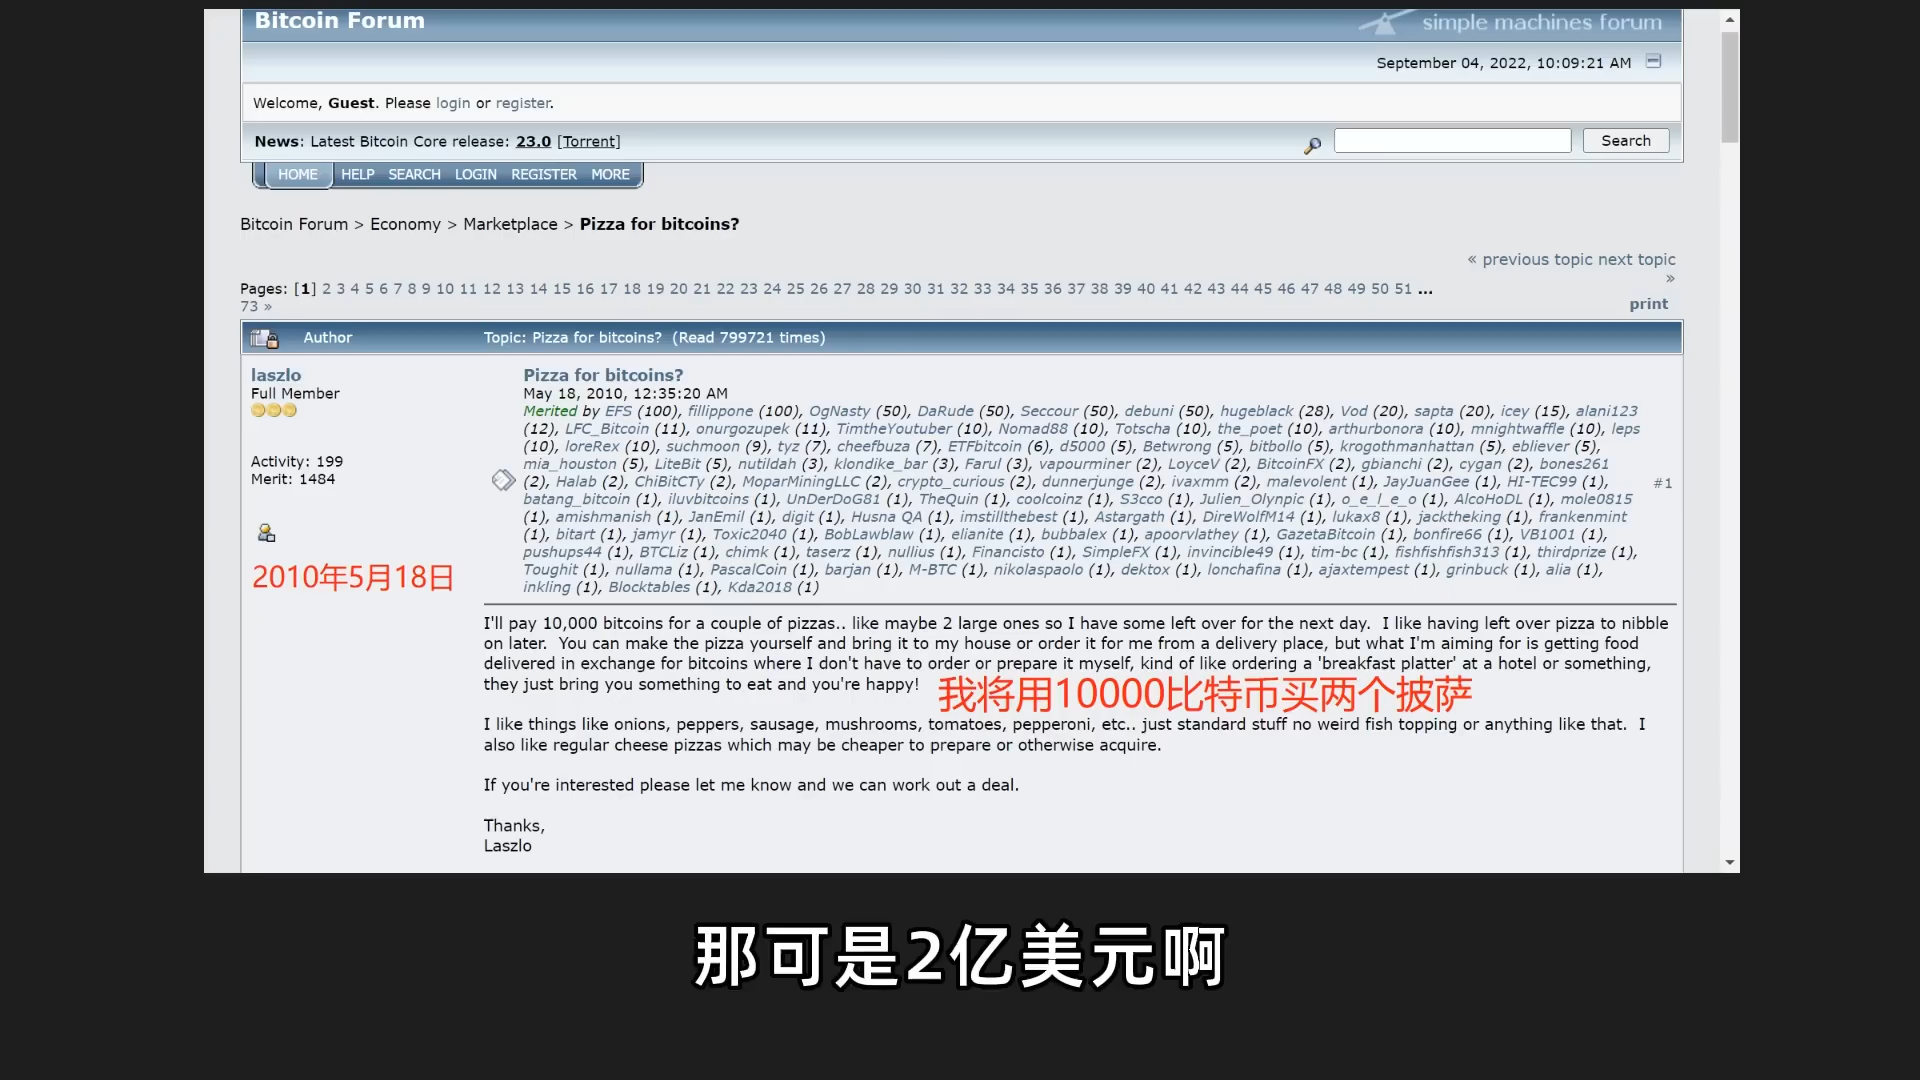 Bitcoin Forum
simple machines forum
September 04, 2022, 10:09:21 AM
Welcome, Guest. Please login or register.
News: Latest Bitcoin Core release: 23.0 [Torrent]
Search
HOME HELP SEARCH LOGIN REGISTER MORE
Bitcoin Forum > Economy > Marketplace > Pizza for bitcoins?
« previous topic next topic
»
Pages: [1] 2 3 4 5 6 7 8 9 10 11 12 13 14 15 16 17 18 19 20 21 22 23 24 25 26 27 28 29 30 31 32 33 34 35 36 37 38 39 40 41 42 43 44 45 46 47 48 49 50 51 ...
73 »
print
Author
Topic: Pizza for bitcoins? (Read 799721 times)
laszlo
Full Member
Activity: 199
Merit: 1484
2010年5月18日
Pizza for bitcoins?
May 18, 2010, 12:35:20 AM
Merited by EFS (100), fillippone (100), OgNasty (50), DaRude (50), Seccour (50), debuni (50), hugeblack (28), Vod (20), sapta (20), icey (15), alani123
(12), LFC_Bitcoin (11), onurgozupek (11), TimtheYoutuber (10), Nomad88 (10), Totscha (10), the_poet (10), arthurbonora (10), mnightwaffle (10), leps
(10), loreRex (10), suchmoon (9), tyz (7), cheefbuza (7), ETFbitcoin (6), d5000 (5), Betwrong (5), bitbollo (5), krogothmanhattan (5), ebliever (5),
mia_houston (5), LiteBit (5), nutildah (3), klondike_bar (3), Farul (3), vapourminer (2), LoyceV (2), BitcoinFX (2), gbianchi (2), cygan (2), bones261
(2), Halab (2), ChiBitCTy (2), MoparMiningLLC (2), crypto_curious (2), dunnerjunge (2), ivaxmm (2), malevolent (1), JayJuanGee (1), HI-TEC99 (1),
batang_bitcoin (1), iluvbitcoins (1), UnDerDoG81 (1), TheQuin (1), coolcoinz (1), S3cco (1), Julien_Olynpic (1), o_e_l_e_o (1), AlcoHoDL (1), mole0815
(1), amishmanish (1), JanEmil (1), digit (1), Husna QA (1), imstillthebest (1), Astargath (1), DireWolfM14 (1), lukax8 (1), jacktheking (1), frankenmint
(1), bitart (1), jamyr (1), Toxic2040 (1), BobLawblaw (1), elianite (1), bubbalex (1), apoorvlathey (1), GazetaBitcoin (1), bonfire66 (1), VB1001 (1),
pushups44 (1), BTCLiz (1), chimk (1), taserz (1), nullius (1), Financisto (1), SimpleFX (1), invincible49 (1), tim-bc (1), fishfishfish313 (1), thirdprize (1),
Toughit (1), nullama (1), PascalCoin (1), barjan (1), M-BTC (1), nikolaspaolo (1), dektox (1), lonchafina (1), ajaxtempest (1), grinbuck (1), alia (1),
inkling (1), Blocktables (1), Kda2018 (1)
#1
I'll pay 10,000 bitcoins for a couple of pizzas.. like maybe 2 large ones so I have some left over for the next day. I like having left over pizza to nibble
on later. You can make the pizza yourself and bring it to my house or order it for me from a delivery place, but what I'm aiming for is getting food
delivered in exchange for bitcoins where I don't have to order or prepare it myself, kind of like ordering a 'breakfast platter' at a hotel or something,
they just bring you something to eat and you're happy!
我将用10000比特币买两个披萨
I like things like onions, peppers, sausage, mushrooms, tomatoes, pepperoni, etc.. just standard stuff no weird fish topping or anything like that. I
also like regular cheese pizzas which may be cheaper to prepare or otherwise acquire.
If you're interested please let me know and we can work out a deal.
Thanks,
Laszlo
那可是2亿美元啊